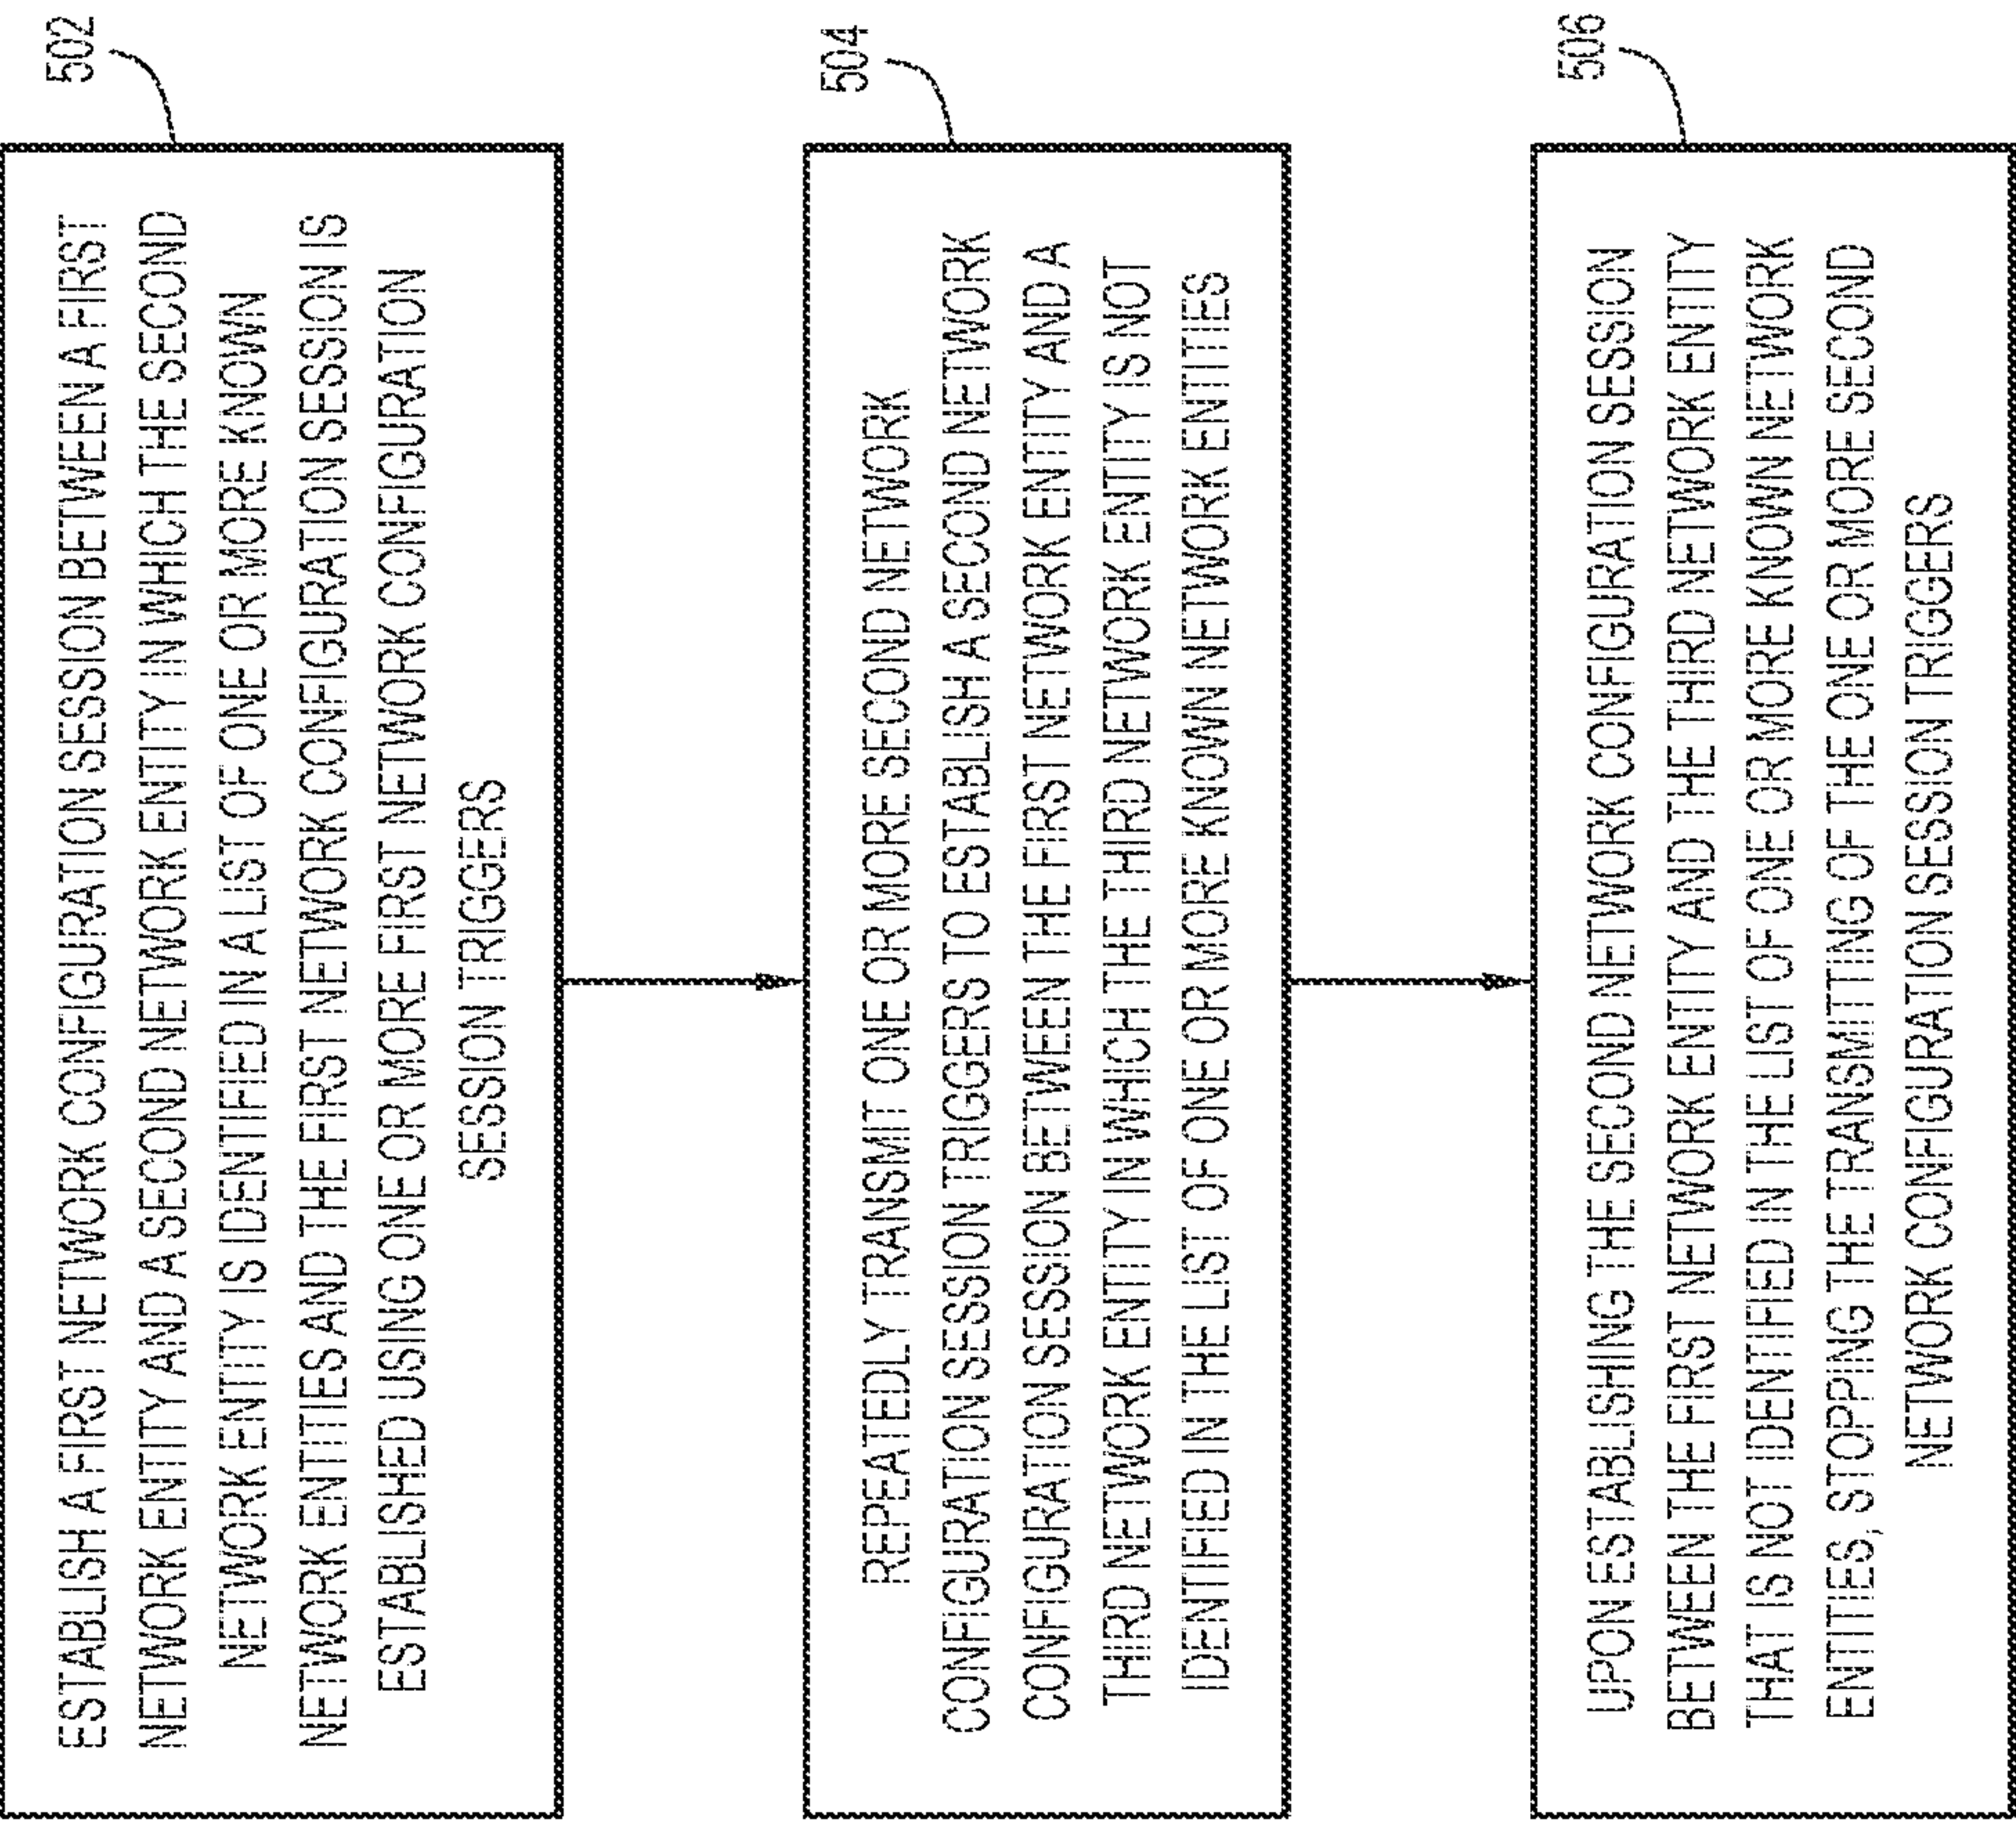 502
ESTABLISH A FIRST NETWORK CONFIGURATION SESSION BETWEEN A FIRST
NETWORK ENTITY AND A SECOND NETWORK ENTITY IN WHICH THE SECOND
NETWORK ENTITY IS IDENTIFIED IN A LIST OF ONE OR MORE KNOWN
NETWORK ENTITIES AND THE FIRST NETWORK CONFIGURATION SESSION IS
ESTABLISHED USING ONE OR MORE FIRST NETWORK CONFIGURATION
SESSION TRIGGERS
504
REPEATEDLY TRANSMIT ONE OR MORE SECOND NETWORK
CONFIGURATION SESSION TRIGGERS TO ESTABLISH A SECOND NETWORK
CONFIGURATION SESSION BETWEEN THE FIRST NETWORK ENTITY AND A
THIRD NETWORK ENTITY IN WHICH THE THIRD NETWORK ENTITY IS NOT
IDENTIFIED IN THE LIST OF ONE OR MORE KNOWN NETWORK ENTITIES
506
UPON ESTABLISHING THE SECOND NETWORK CONFIGURATION SESSION
BETWEEN THE FIRST NETWORK ENTITY AND THE THIRD NETWORK ENTITY
THAT IS NOT IDENTIFIED IN THE LIST OF ONE OR MORE KNOWN NETWORK
ENTITIES, STOPPING THE TRANSMITTING OF THE ONE OR MORE SECOND
NETWORK CONFIGURATION SESSION TRIGGERS